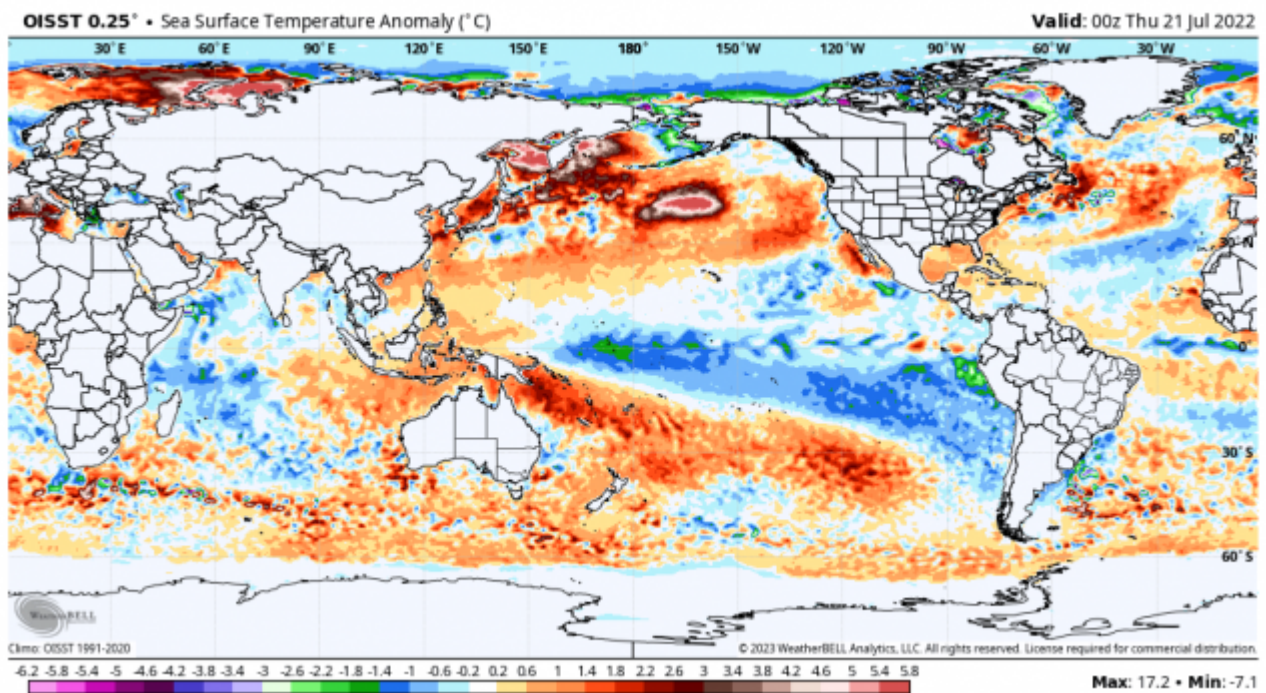 OISST 0.25° • Sea Surface Temperature Anomaly (°C)
Valid: 00z Thu 21 Jul 2022
30°E 60°E 90°E 120°E 150°E 180° 150°W 120°W 90°W 60°W 30°W
60°N
30°N
0
30°S
60°S
WeatherBELL
Climo: OISST 1991-2020
© 2023 WeatherBELL Analytics, LLC. All rights reserved. License required for commercial distribution.
-6.2 -5.8 -5.4 -5 -4.6 -4.2 -3.8 -3.4 -3 -2.6 -2.2 -1.8 -1.4 -1 -0.6 -0.2 0.2 0.6 1 1.4 1.8 2.2 2.6 3 3.4 3.8 4.2 4.6 5 5.4 5.8
Max: 17.2 • Min: -7.1